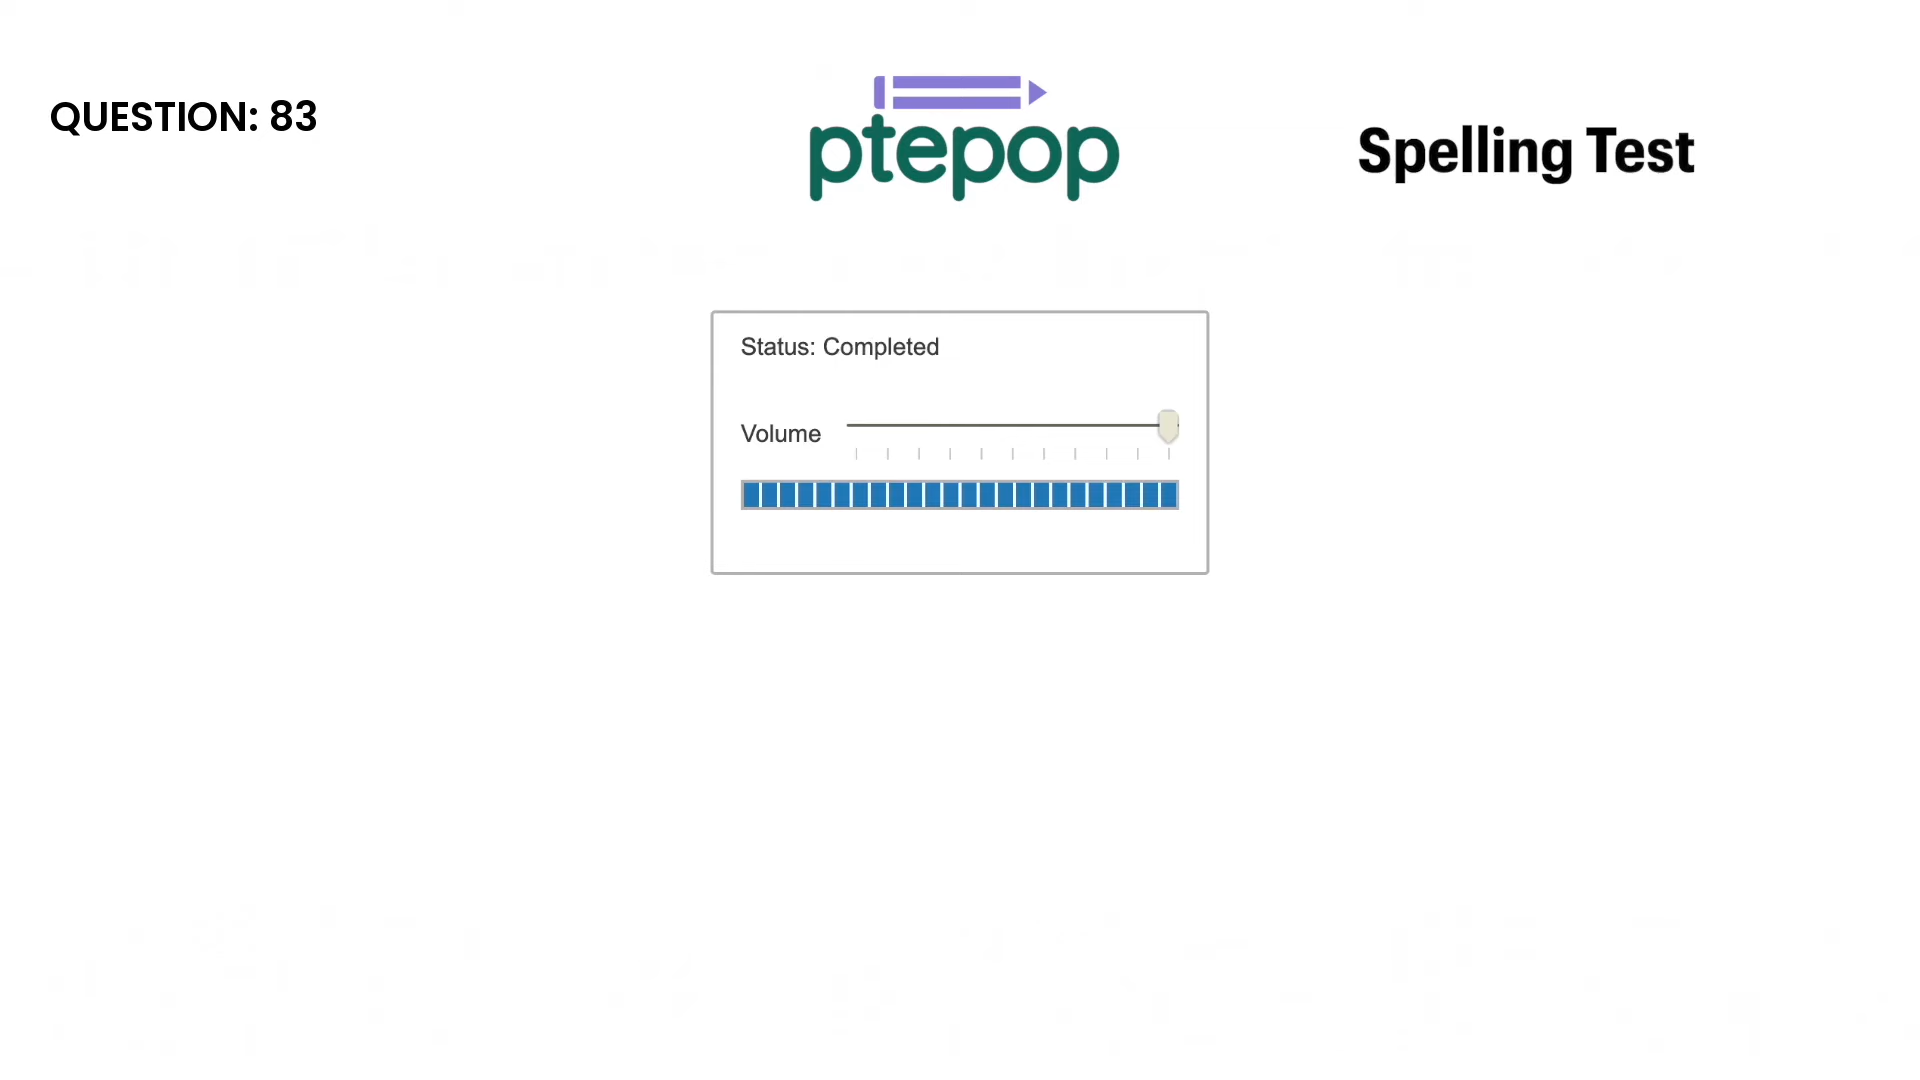 QUESTION: 83
ptepop
Spelling Test
Status: Completed
Volume